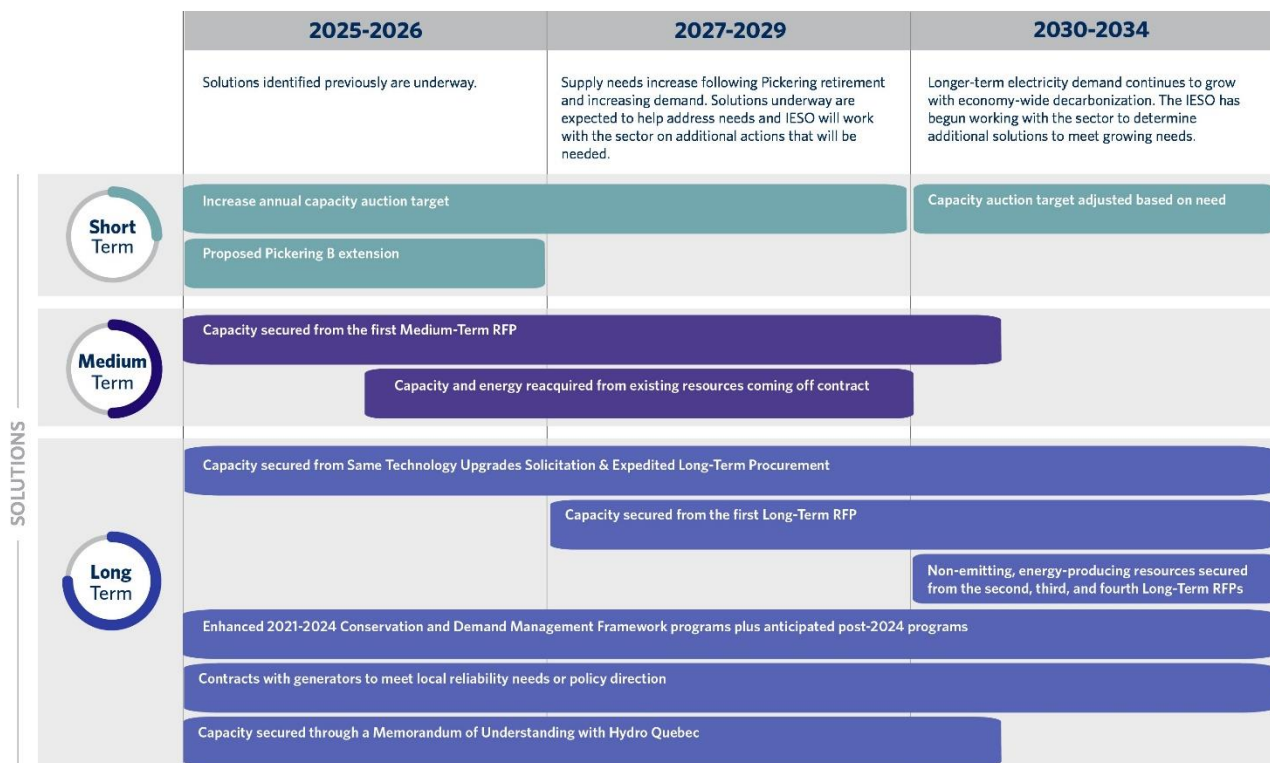 2025-2026
2027-2029
2030-2034
Solutions identified previously are underway.
Supply needs increase following Pickering retirement
and increasing demand. Solutions underway are
expected to help address needs and IESO will work
with the sector on additional actions that will be
needed.
Longer-term electricity demand continues to grow
with economy-wide decarbonization. The IESO has
begun working with the sector to determine
additional solutions to meet growing needs.
SOLUTIONS
Short
Term
Increase annual capacity auction target
Capacity auction target adjusted based on need
Proposed Pickering B extension
Medium
Term
Capacity secured from the first Medium-Term RFP
Capacity and energy reacquired from existing resources coming off contract
Long
Term
Capacity secured from Same Technology Upgrades Solicitation & Expedited Long-Term Procurement
Capacity secured from the first Long-Term RFP
Non-emitting, energy-producing resources secured
from the second, third, and fourth Long-Term RFPs
Enhanced 2021-2024 Conservation and Demand Management Framework programs plus anticipated post-2024 programs
Contracts with generators to meet local reliability needs or policy direction
Capacity secured through a Memorandum of Understanding with Hydro Quebec